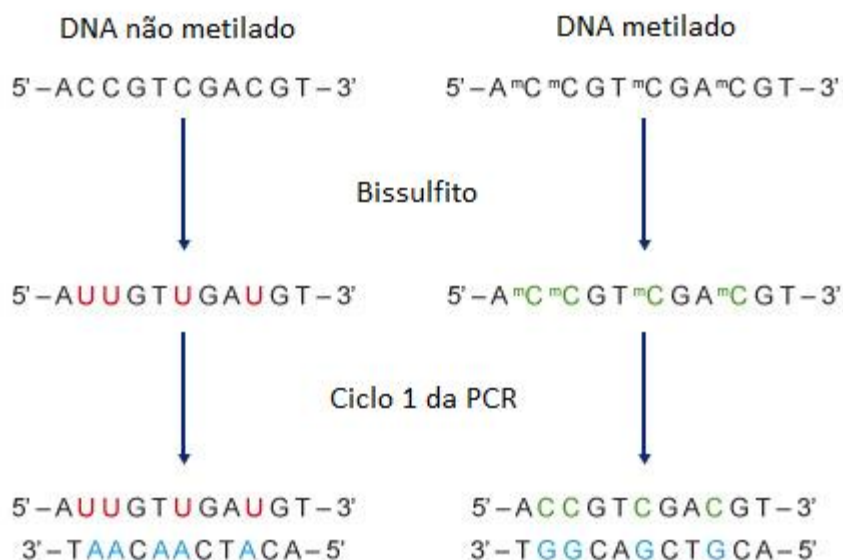 DNA não metilado
DNA metilado
5'–ACCGTCGACGT–3'
5'–AᵐCᵐCGTᵐCGAᵐCGT–3'
Bissulfito
5'–AUUGTUGAUGT–3'
5'–AᵐCᵐCGTᵐCGAᵐCGT–3'
Ciclo 1 da PCR
5'–AUUGTUGAUGT–3'
3'–TAACAACTACA–5'
5'–ACCGTCGACGT–3'
3'–TGGCAGCTGCA–5'